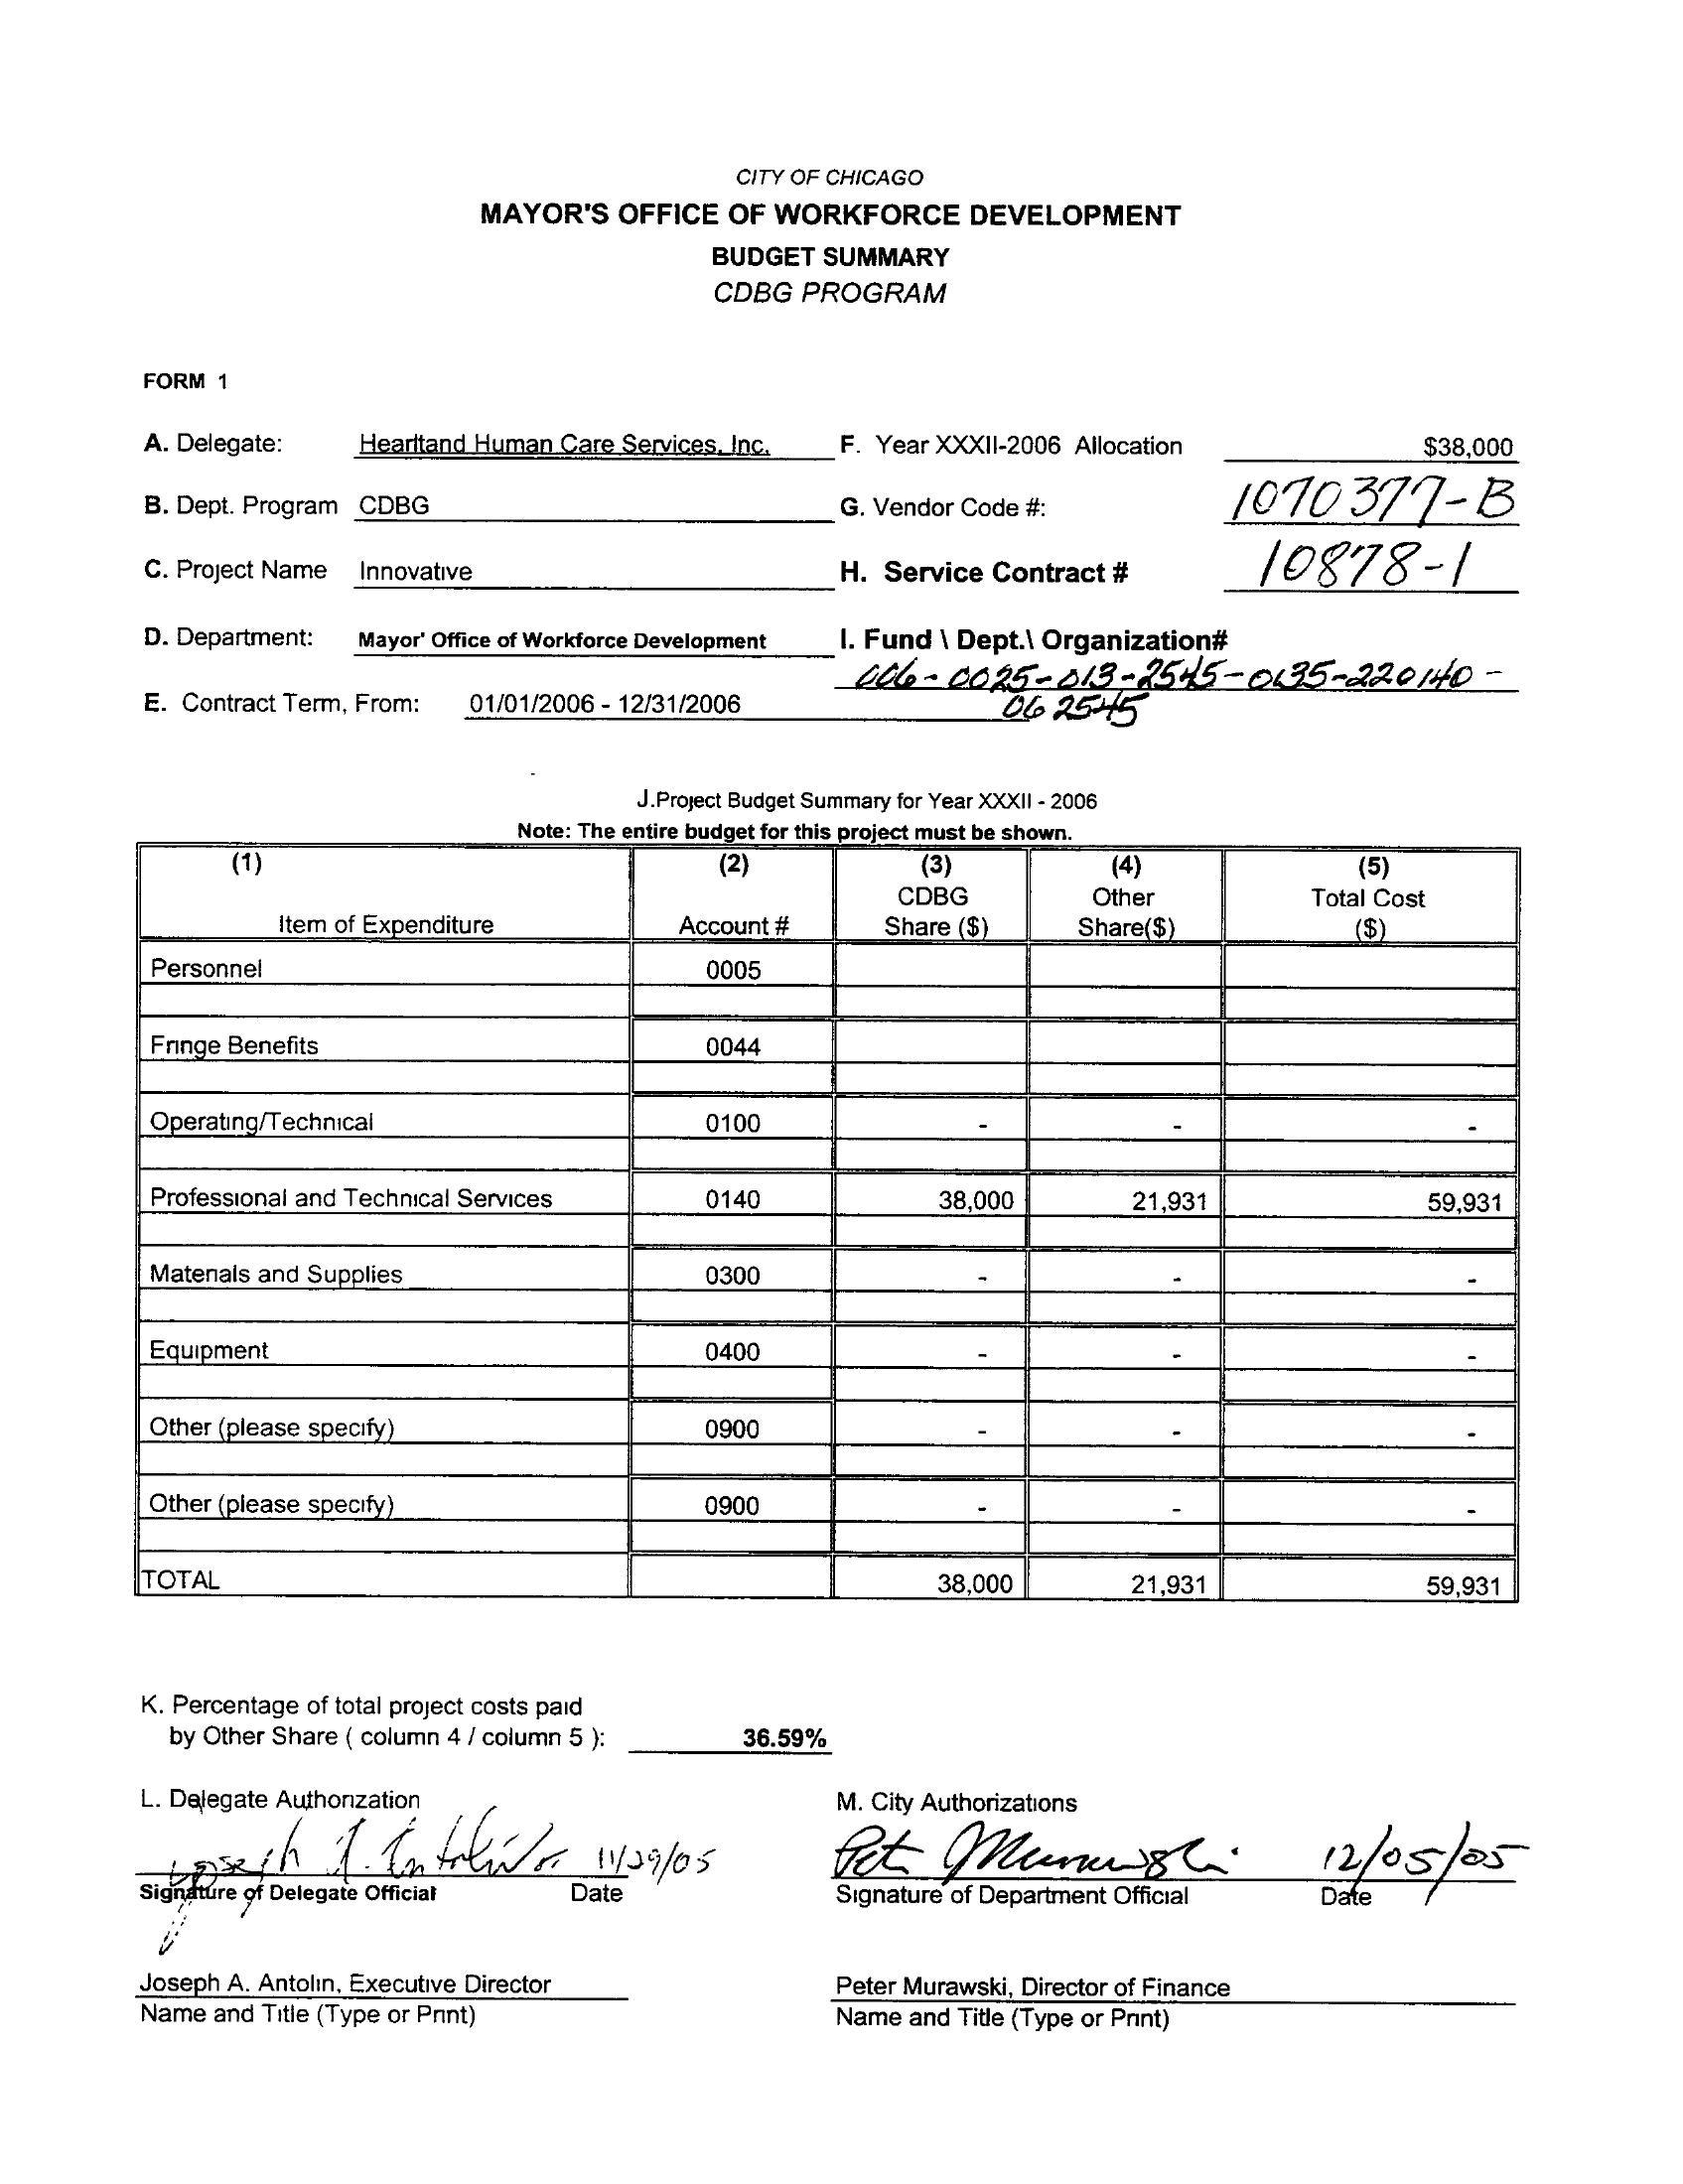 CITY OF CHICAGO
MAYOR'S OFFICE OF WORKFORCE DEVELOPMENT
BUDGET SUMMARY
CDBG PROGRAM
FORM 1
A. Delegate: Hearltand Human Care Services, Inc. F. Year XXXII-2006 Allocation $38,000
B. Dept. Program CDBG G. Vendor Code #: 1070377-B
C. Project Name Innovative H. Service Contract # 10878-1
D. Department: Mayor' Office of Workforce Development I. Fund \ Dept.\ Organization#
006-0025-013-2545-0135-220140-
E. Contract Term, From: 01/01/2006 - 12/31/2006 062545
J.Project Budget Summary for Year XXXII - 2006
Note: The entire budget for this project must be shown.
(1) (2) (3) (4) (5)
CDBG Other Total Cost
Item of Expenditure Account # Share ($) Share($) ($)
Personnel 0005
Fringe Benefits 0044
Operating/Technical 0100 - - -
Professional and Technical Services 0140 38,000 21,931 59,931
Materials and Supplies 0300 - - -
Equipment 0400 - - -
Other (please specify) 0900 - - -
Other (please specify) 0900 - - -
TOTAL 38,000 21,931 59,931
K. Percentage of total project costs paid
by Other Share ( column 4 / column 5 ): 36.59%
L. Delegate Authorization M. City Authorizations
Joseph A. Antolin 11/29/05 Pete Murawski 12/05/05
Signature of Delegate Official Date Signature of Department Official Date
Joseph A. Antolin, Executive Director Peter Murawski, Director of Finance
Name and Title (Type or Print) Name and Title (Type or Print)